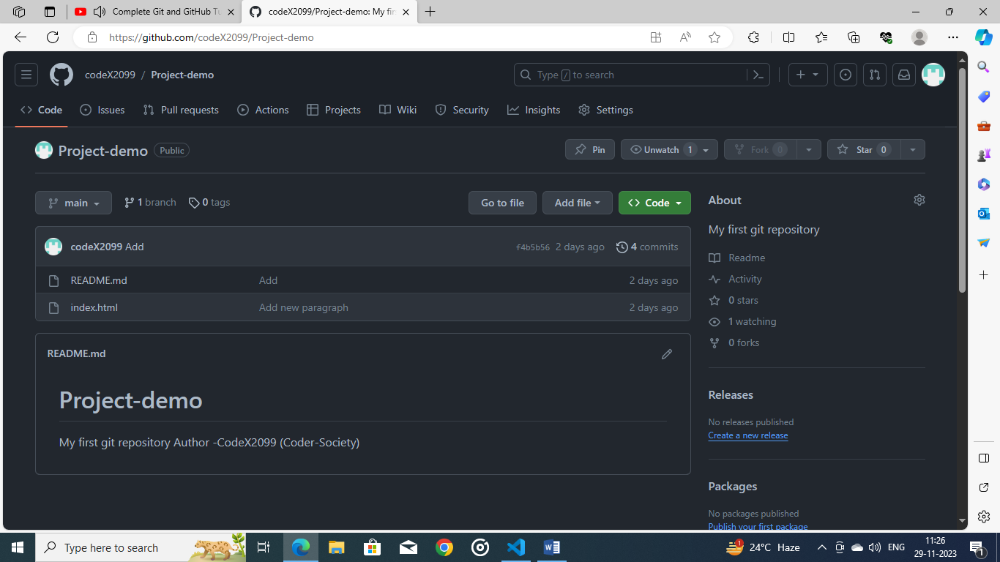 Complete Git and GitHub Tu
codeX2099/Project-demo: My fir
https://github.com/codeX2099/Project-demo
codeX2099 / Project-demo
Type / to search
Code Issues Pull requests Actions Projects Wiki Security Insights Settings
Project-demo Public
Pin Unwatch 1 Fork 0 Star 0
main 1 branch 0 tags
Go to file Add file Code
codeX2099 Add f4b5b56 2 days ago 4 commits
README.md Add 2 days ago
index.html Add new paragraph 2 days ago
README.md
Project-demo
My first git repository Author -CodeX2099 (Coder-Society)
About
My first git repository
Readme
Activity
0 stars
1 watching
0 forks
Releases
No releases published
Create a new release
Packages
No packages published
Publish your first package
Type here to search
1
24°C Haze
ENG
11:26
29-11-2023
1